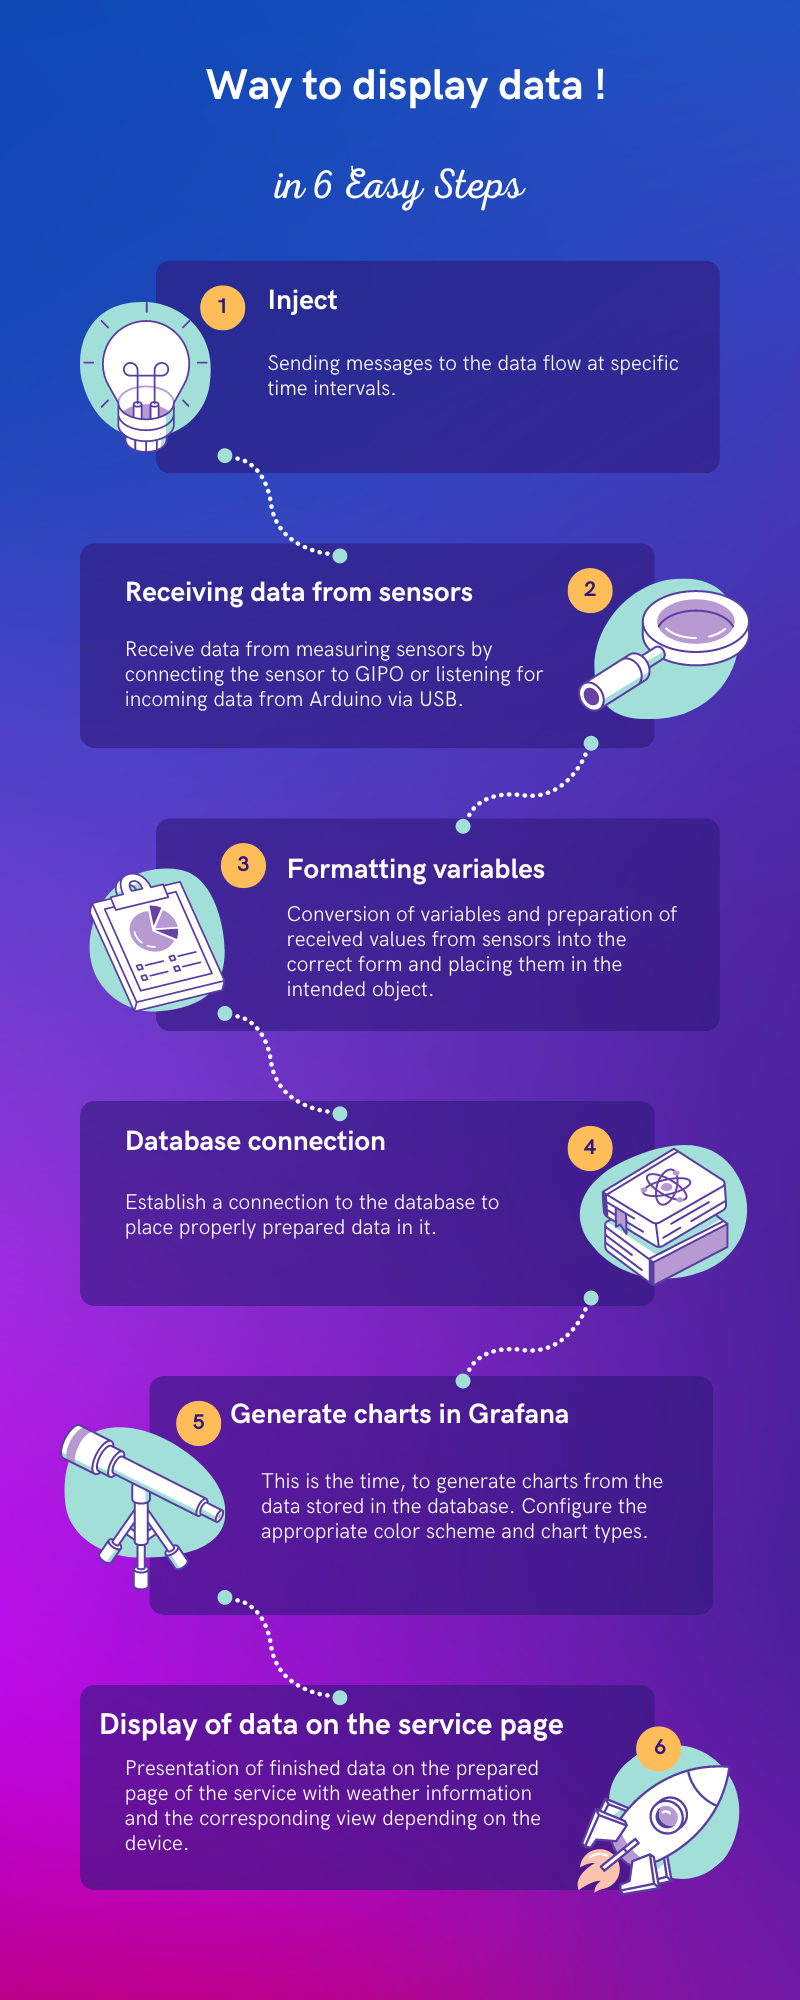 Way to display data !
in 6 Easy Steps
1
Inject
Sending messages to the data flow at specific
time intervals.
Receiving data from sensors
2
Receive data from measuring sensors by
connecting the sensor to GIPO or listening for
incoming data from Arduino via USB.
3
Formatting variables
Conversion of variables and preparation of
received values from sensors into the
correct form and placing them in the
intended object.
Database connection
4
Establish a connection to the database to
place properly prepared data in it.
5
Generate charts in Grafana
This is the time, to generate charts from the
data stored in the database. Configure the
appropriate color scheme and chart types.
Display of data on the service page
6
Presentation of finished data on the prepared
page of the service with weather information
and the corresponding view depending on the
device.